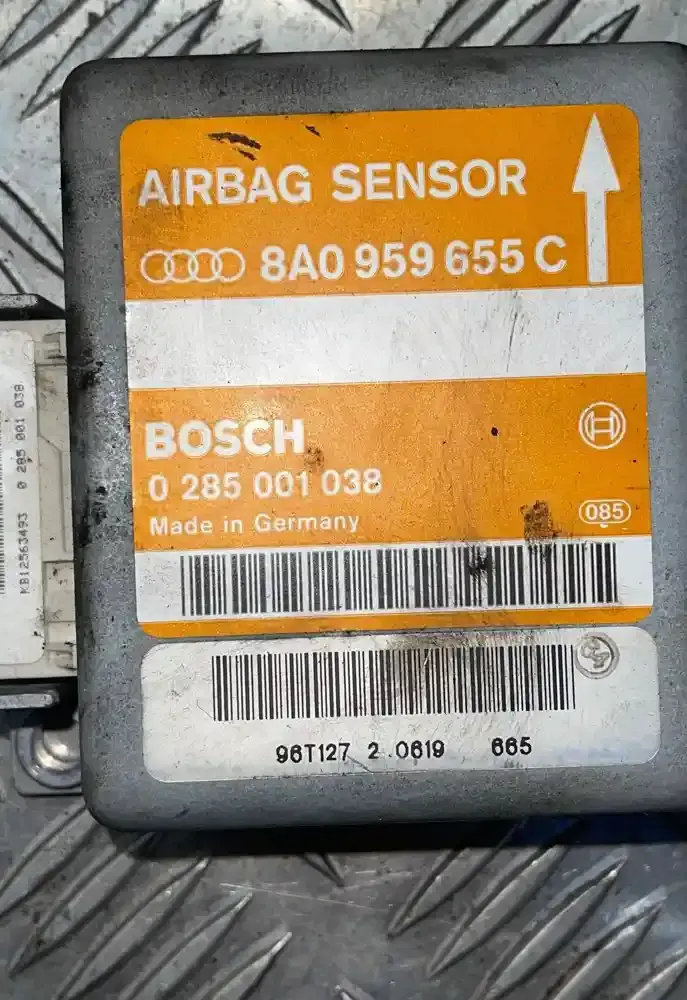 AIRBAG SENSOR
8A0 959 655 C
BOSCH
0 285 001 038
Made in Germany
085
96T127 2 0619 665
KB12563493 0 285 001 038